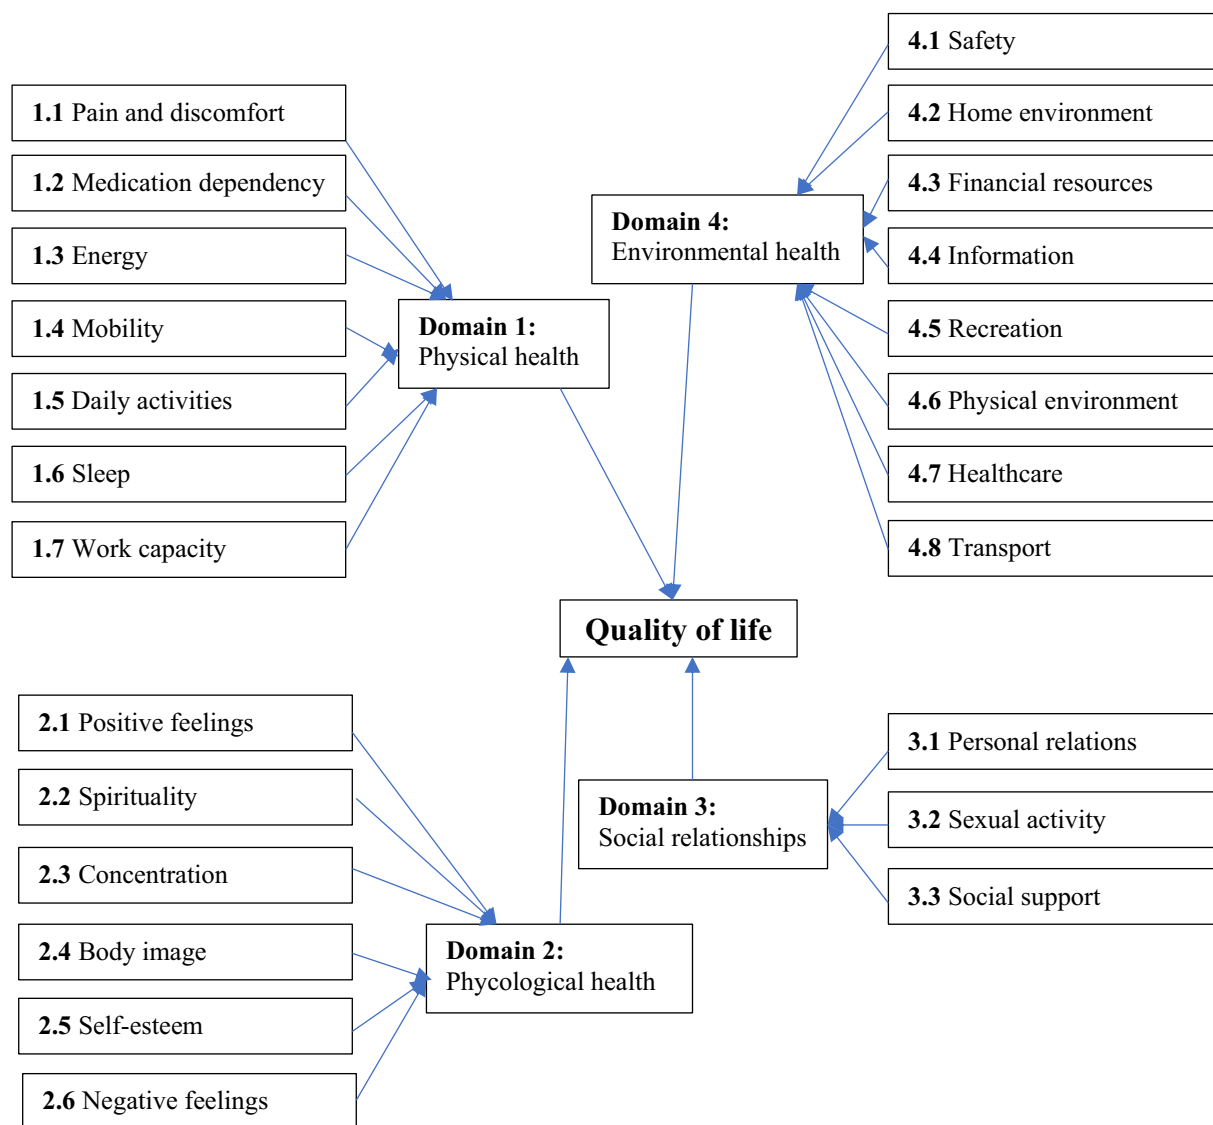 1.1 Pain and discomfort
1.2 Medication dependency
1.3 Energy
1.4 Mobility
1.5 Daily activities
1.6 Sleep
1.7 Work capacity
Domain 1:
Physical health
4.1 Safety
4.2 Home environment
4.3 Financial resources
4.4 Information
4.5 Recreation
4.6 Physical environment
4.7 Healthcare
4.8 Transport
Domain 4:
Environmental health
Quality of life
2.1 Positive feelings
2.2 Spirituality
2.3 Concentration
2.4 Body image
2.5 Self-esteem
2.6 Negative feelings
Domain 2:
Phycological health
Domain 3:
Social relationships
3.1 Personal relations
3.2 Sexual activity
3.3 Social support